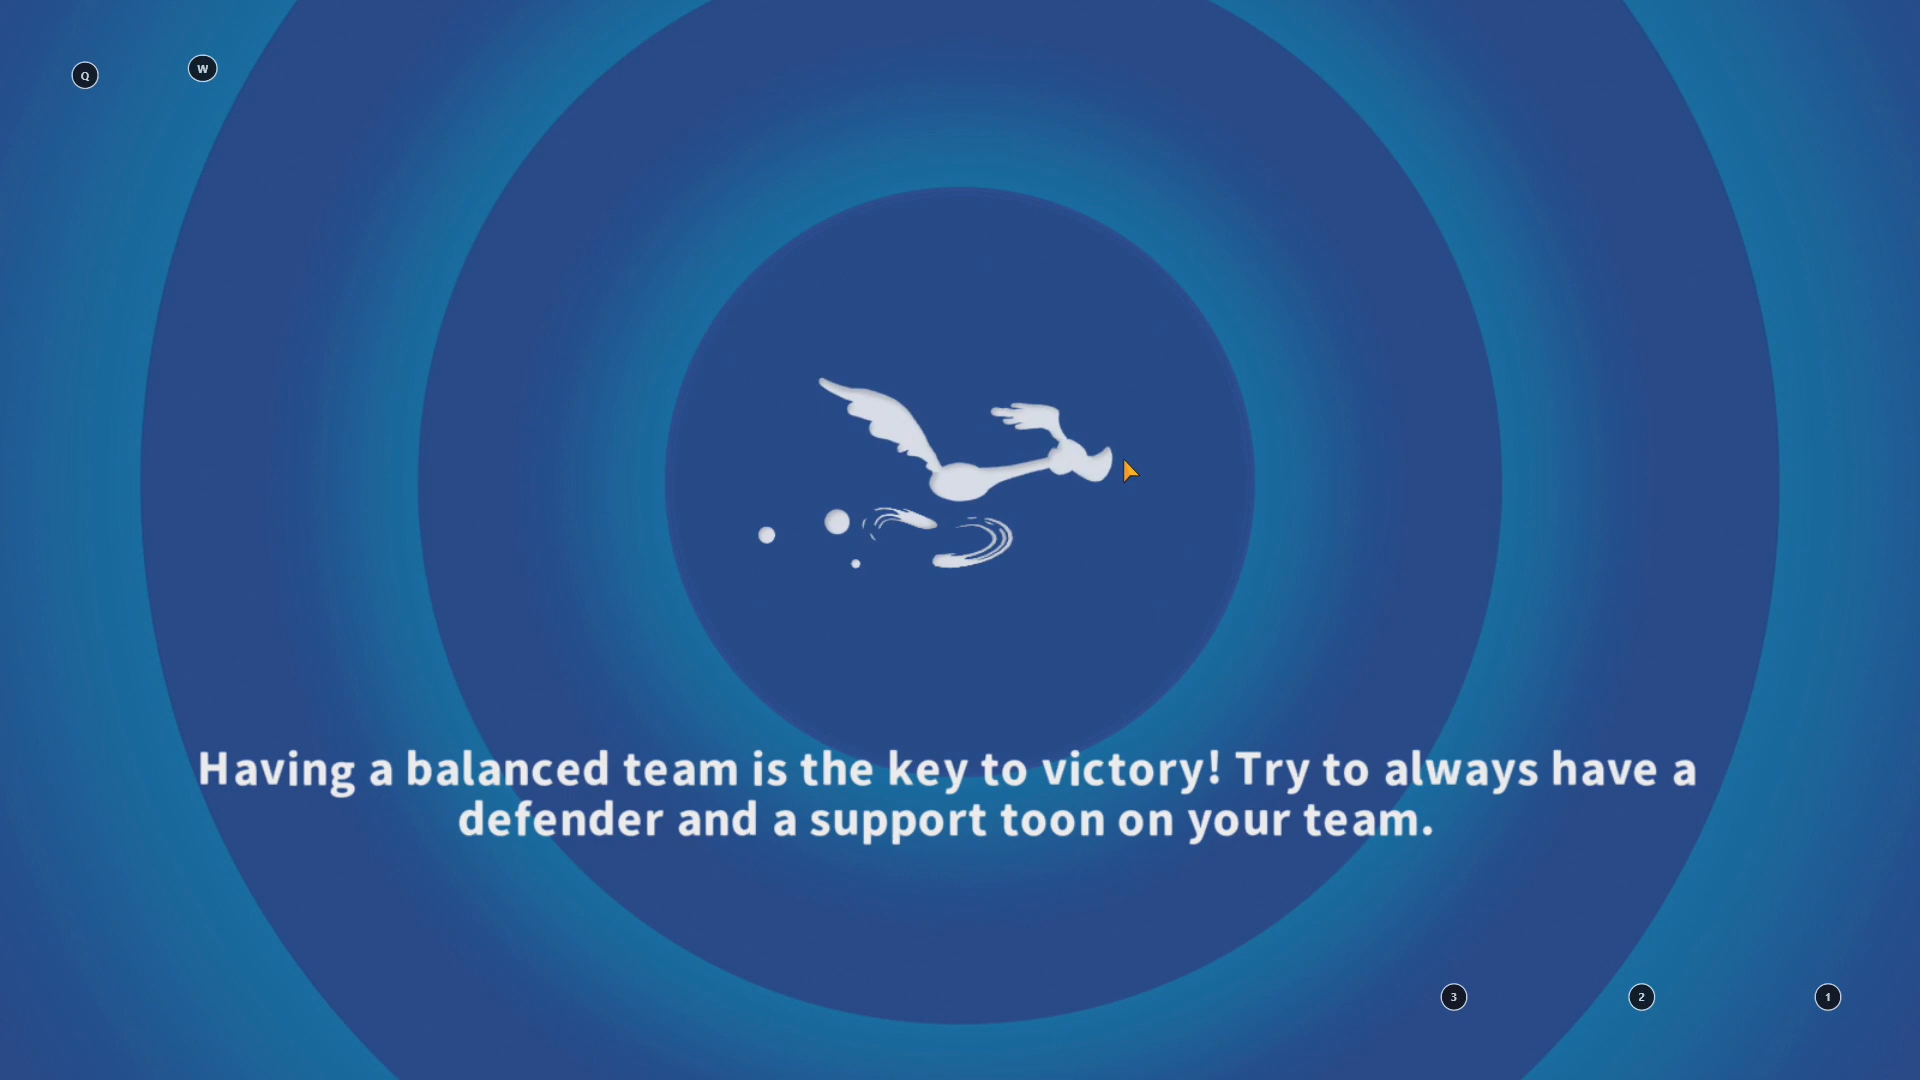 Q
W
Having a balanced team is the key to victory! Try to always have a
defender and a support toon on your team.
3
2
1